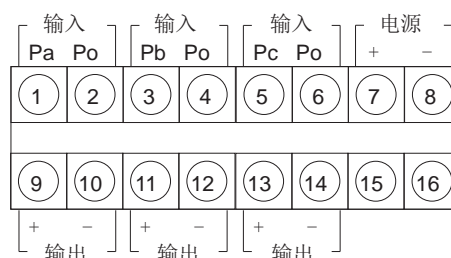 输入 输入 输入 电源
Pa Po Pb Po Pc Po + −
1 2 3 4 5 6 7 8
9 10 11 12 13 14 15 16
+ − + − + −
输出 输出 输出